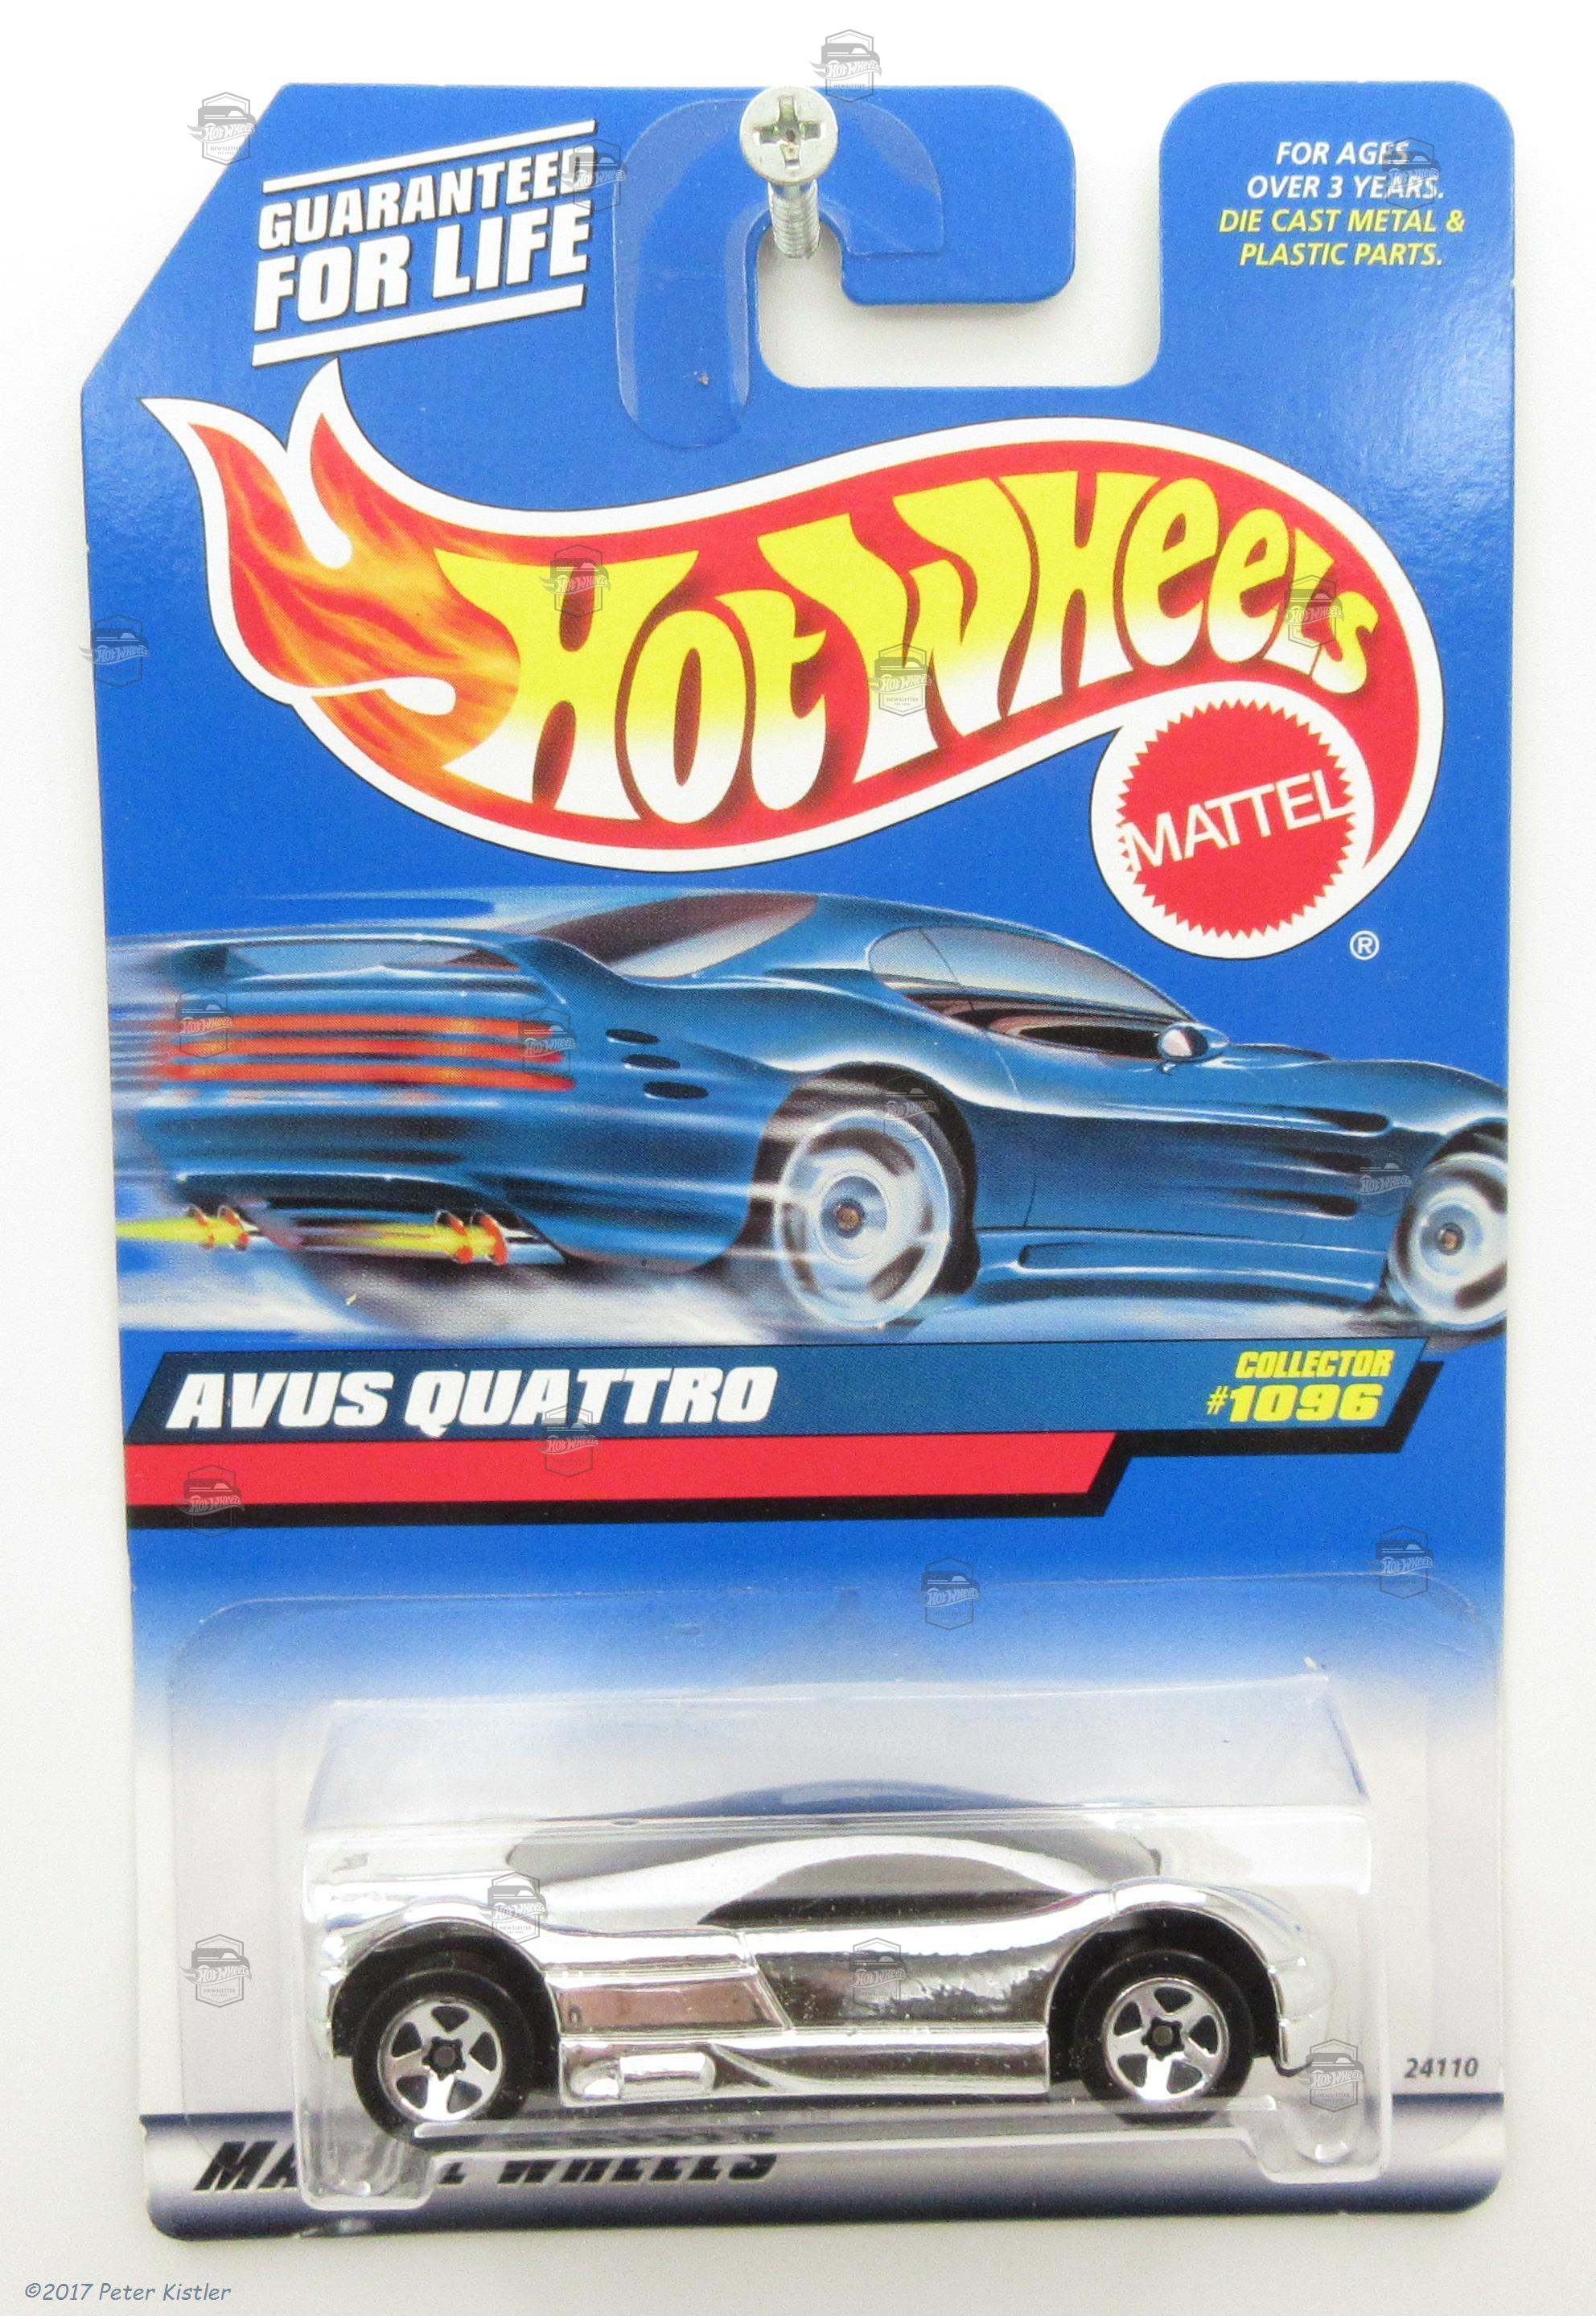 GUARANTEED
FOR LIFE
FOR AGES
OVER 3 YEARS.
DIE CAST METAL &
PLASTIC PARTS.
HOT WHEELS
MATTEL
®
AVUS QUATTRO
COLLECTOR
#1096
24110
WHEELS
©2017 Peter Kistler